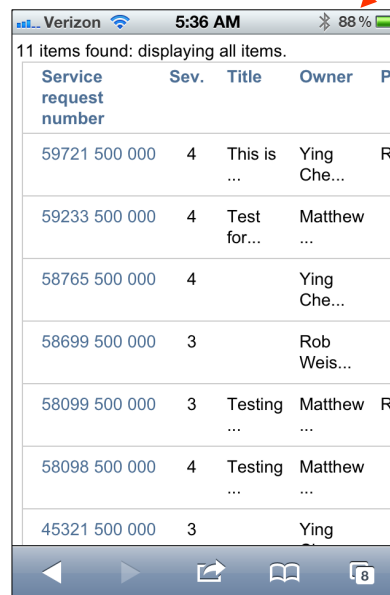 Verizon 5:36 AM 88%
11 items found: displaying all items.
Service Sev. Title Owner P
request
number
59721 500 000 4 This is Ying R
... Che...
59233 500 000 4 Test Matthew
for... ...
58765 500 000 4 Ying
Che...
58699 500 000 3 Rob
Weis...
58099 500 000 3 Testing Matthew R
... ...
58098 500 000 4 Testing Matthew
... ...
45321 500 000 3 Ying
8